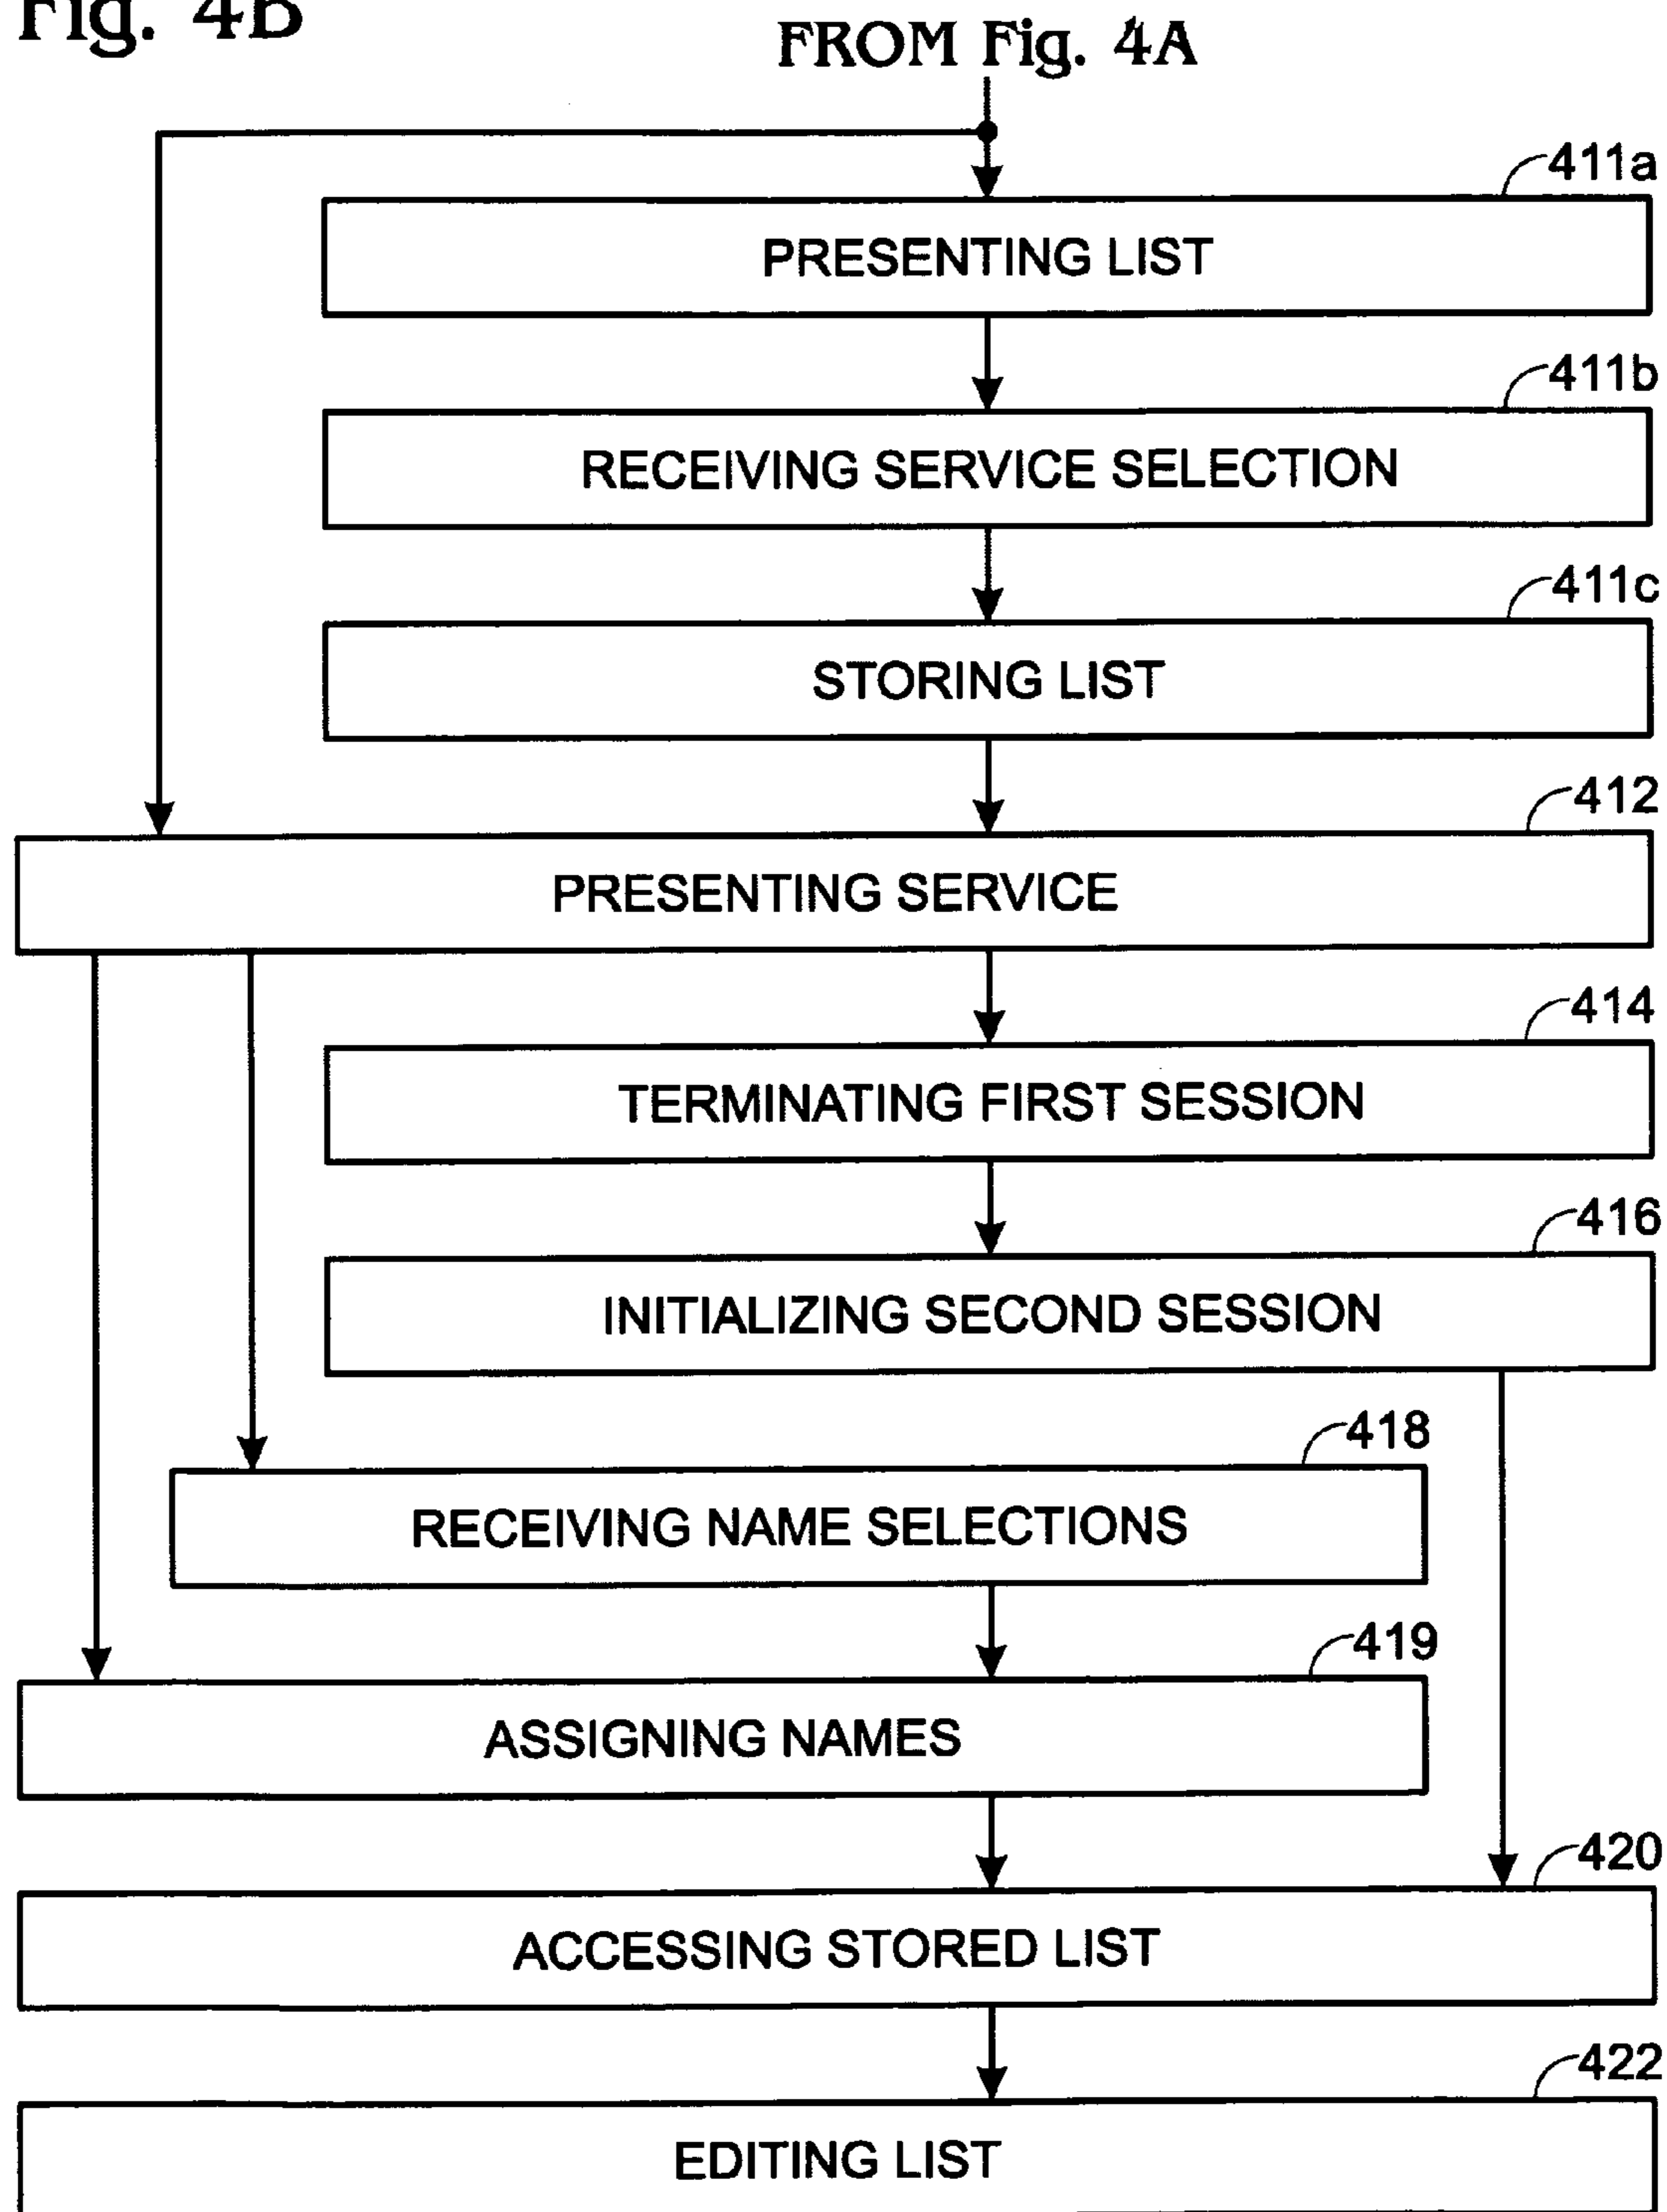 Fig. 4B
FROM Fig. 4A
411a
PRESENTING LIST
411b
RECEIVING SERVICE SELECTION
411c
STORING LIST
412
PRESENTING SERVICE
414
TERMINATING FIRST SESSION
416
INITIALIZING SECOND SESSION
418
RECEIVING NAME SELECTIONS
419
ASSIGNING NAMES
420
ACCESSING STORED LIST
422
EDITING LIST